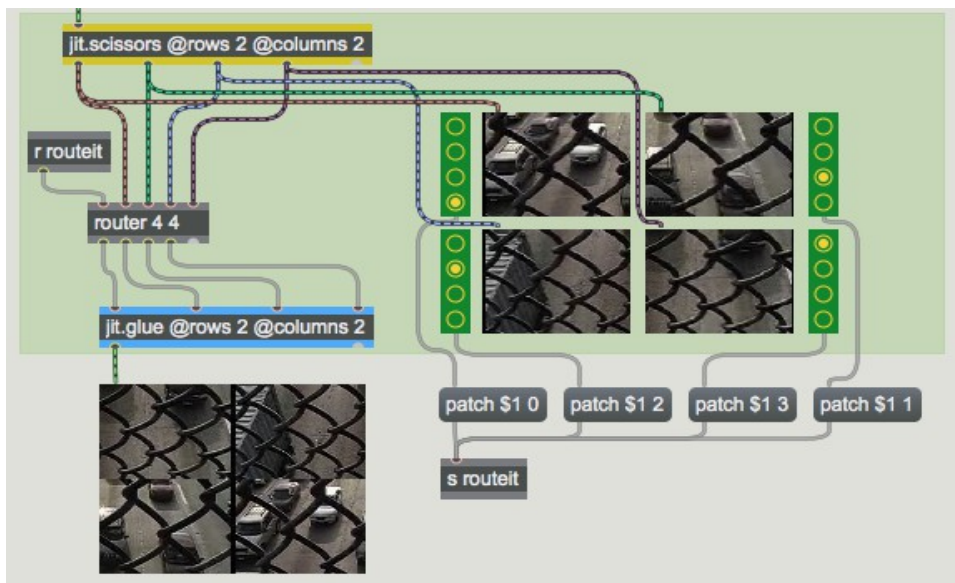 jit.scissors @rows 2 @columns 2
r routeit
router 4 4
jit.glue @rows 2 @columns 2
patch $1 0
patch $1 2
patch $1 3
patch $1 1
s routeit